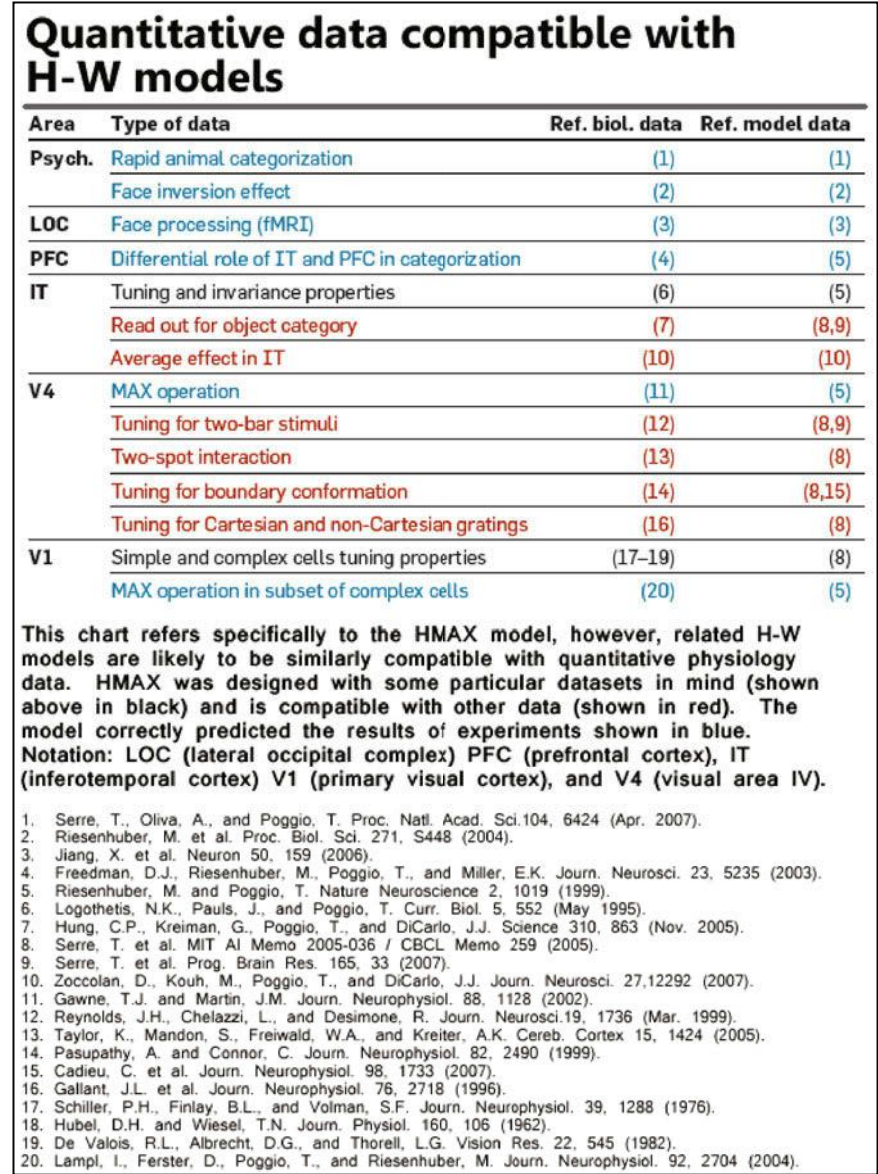 Quantitative data compatible with
H-W models
Area Type of data Ref. biol. data Ref. model data
Psych. Rapid animal categorization (1) (1)
Face inversion effect (2) (2)
LOC Face processing (fMRI) (3) (3)
PFC Differential role of IT and PFC in categorization (4) (5)
IT Tuning and invariance properties (6) (5)
Read out for object category (7) (8,9)
Average effect in IT (10) (10)
V4 MAX operation (11) (5)
Tuning for two-bar stimuli (12) (8,9)
Two-spot interaction (13) (8)
Tuning for boundary conformation (14) (8,15)
Tuning for Cartesian and non-Cartesian gratings (16) (8)
V1 Simple and complex cells tuning properties (17–19) (8)
MAX operation in subset of complex cells (20) (5)
This chart refers specifically to the HMAX model, however, related H-W
models are likely to be similarly compatible with quantitative physiology
data. HMAX was designed with some particular datasets in mind (shown
above in black) and is compatible with other data (shown in red). The
model correctly predicted the results of experiments shown in blue.
Notation: LOC (lateral occipital complex) PFC (prefrontal cortex), IT
(inferotemporal cortex) V1 (primary visual cortex), and V4 (visual area IV).
1. Serre, T., Oliva, A., and Poggio, T. Proc. Natl. Acad. Sci.104, 6424 (Apr. 2007).
2. Riesenhuber, M. et al. Proc. Biol. Sci. 271, S448 (2004).
3. Jiang, X. et al. Neuron 50, 159 (2006).
4. Freedman, D.J., Riesenhuber, M., Poggio, T., and Miller, E.K. Journ. Neurosci. 23, 5235 (2003).
5. Riesenhuber, M. and Poggio, T. Nature Neuroscience 2, 1019 (1999).
6. Logothetis, N.K., Pauls, J., and Poggio, T. Curr. Biol. 5, 552 (May 1995).
7. Hung, C.P., Kreiman, G., Poggio, T., and DiCarlo, J.J. Science 310, 863 (Nov. 2005).
8. Serre, T. et al. MIT AI Memo 2005-036 / CBCL Memo 259 (2005).
9. Serre, T. et al. Prog. Brain Res. 165, 33 (2007).
10. Zoccolan, D., Kouh, M., Poggio, T., and DiCarlo, J.J. Journ. Neurosci. 27,12292 (2007).
11. Gawne, T.J. and Martin, J.M. Journ. Neurophysiol. 88, 1128 (2002).
12. Reynolds, J.H., Chelazzi, L., and Desimone, R. Journ. Neurosci.19, 1736 (Mar. 1999).
13. Taylor, K., Mandon, S., Freiwald, W.A., and Kreiter, A.K. Cereb. Cortex 15, 1424 (2005).
14. Pasupathy, A. and Connor, C. Journ. Neurophysiol. 82, 2490 (1999).
15. Cadieu, C. et al. Journ. Neurophysiol. 98, 1733 (2007).
16. Gallant, J.L. et al. Journ. Neurophysiol. 76, 2718 (1996).
17. Schiller, P.H., Finlay, B.L., and Volman, S.F. Journ. Neurophysiol. 39, 1288 (1976).
18. Hubel, D.H. and Wiesel, T.N. Journ. Physiol. 160, 106 (1962).
19. De Valois, R.L., Albrecht, D.G., and Thorell, L.G. Vision Res. 22, 545 (1982).
20. Lampl, I., Ferster, D., Poggio, T., and Riesenhuber, M. Journ. Neurophysiol. 92, 2704 (2004).